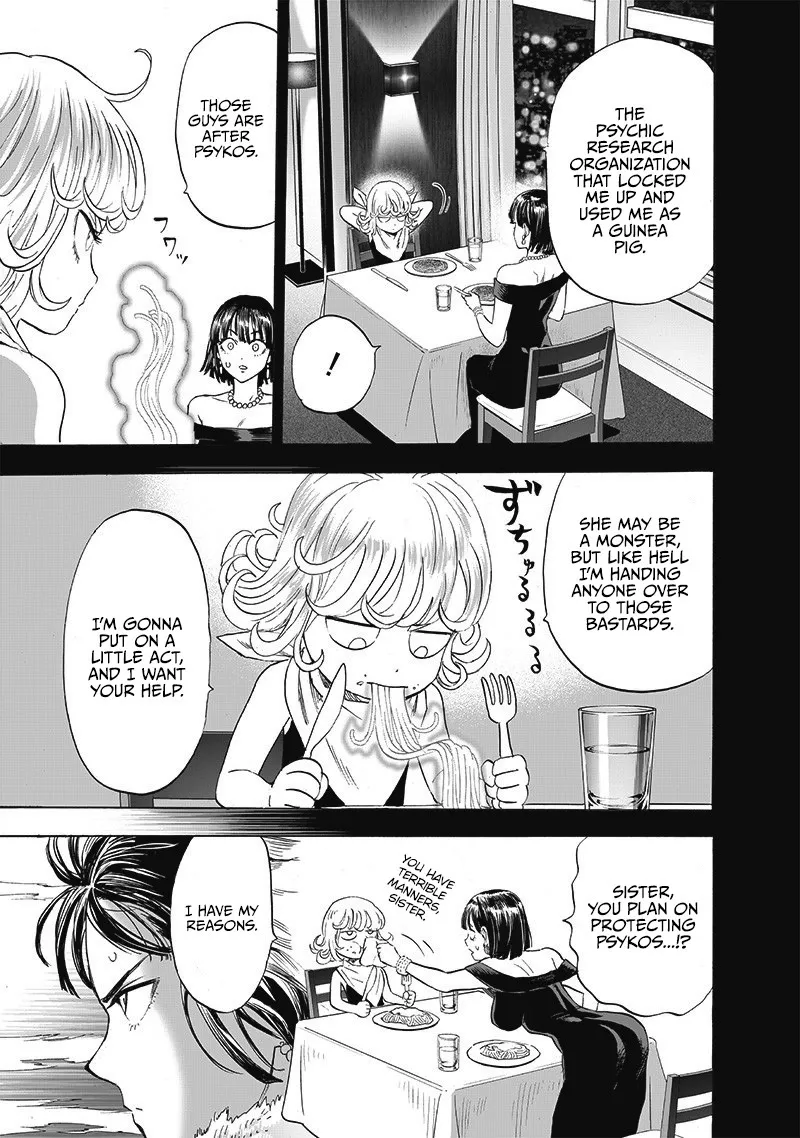 THE
PSYCHIC
RESEARCH
ORGANIZATION
THAT LOCKED
ME UP AND
USED ME AS
A GUINEA
PIG.
!
THOSE
GUYS ARE
AFTER
PSYKOS.
フワッ
SHE MAY BE
A MONSTER,
BUT LIKE HELL
I'M HANDING
ANYONE OVER
TO THOSE
BASTARDS.
ずちゅるるる
I'M GONNA
PUT ON A
LITTLE ACT,
AND I WANT
YOUR HELP.
SISTER,
YOU PLAN ON
PROTECTING
PSYKOS...!?
YOU HAVE
TERRIBLE
MANNERS,
SISTER.
I HAVE MY
REASONS.